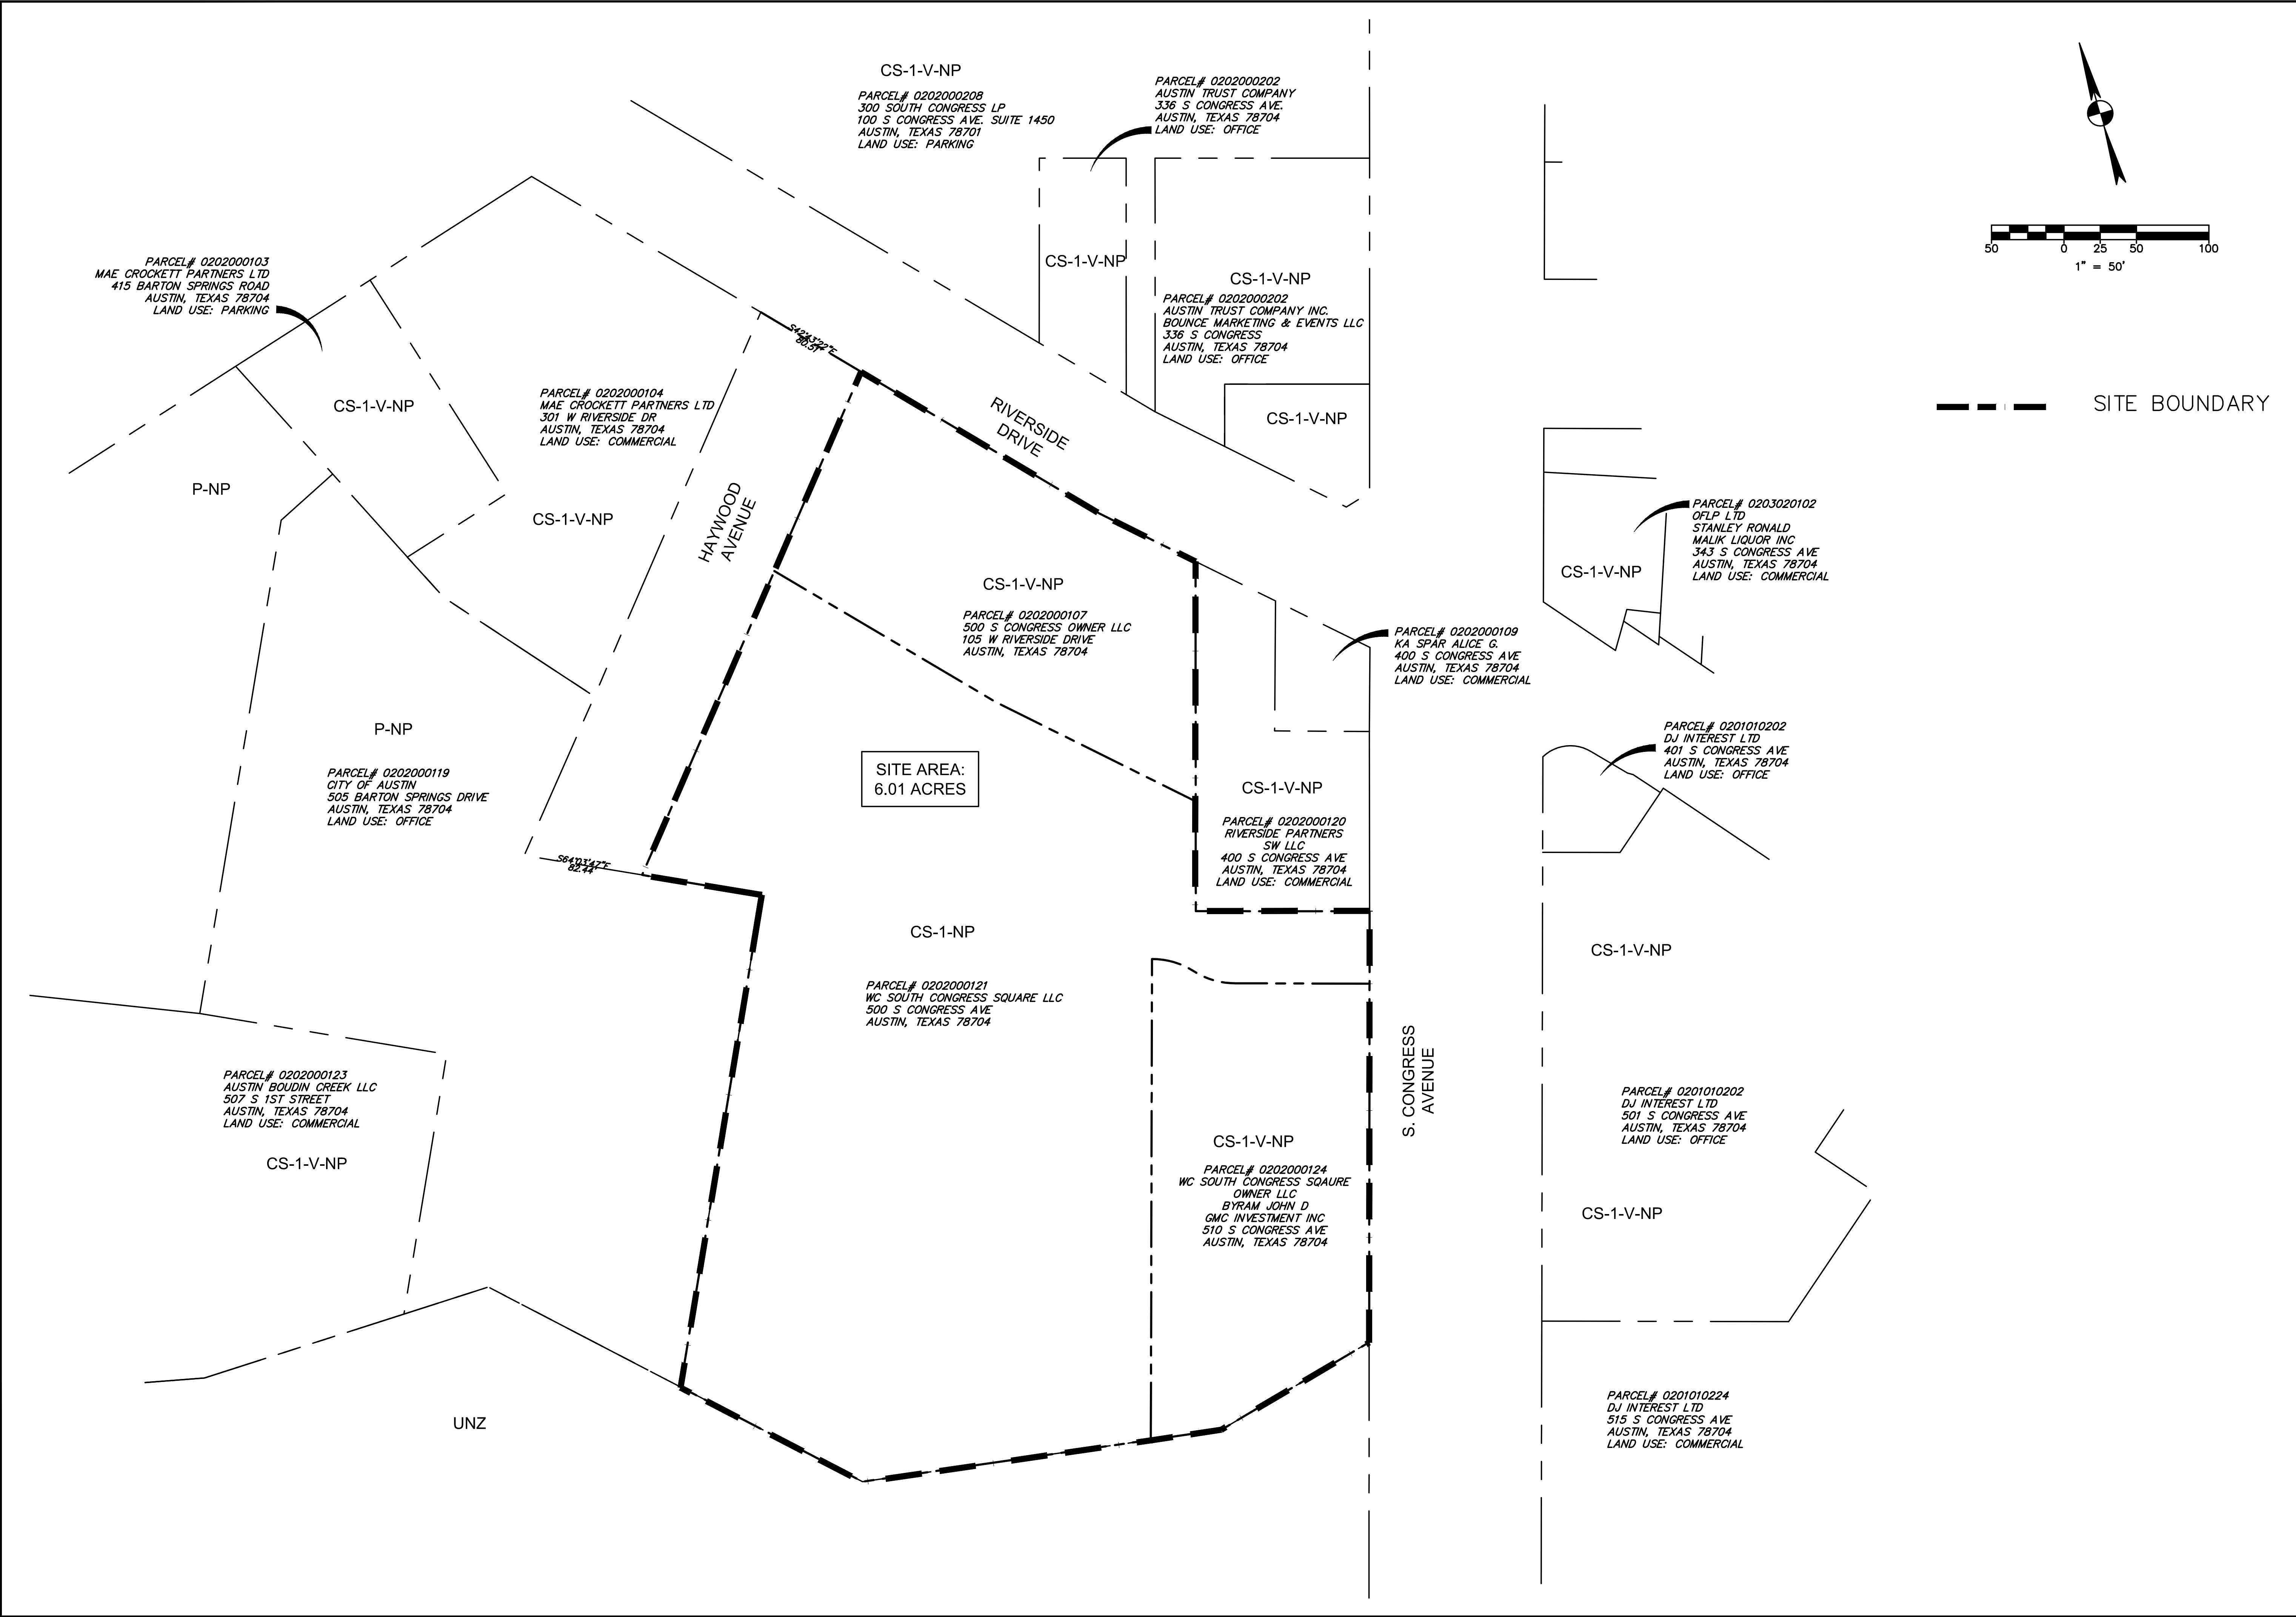 CS-1-V-NP
PARCEL# 0202000208
300 SOUTH CONGRESS LP
100 S CONGRESS AVE. SUITE 1450
AUSTIN, TEXAS 78701
LAND USE: PARKING
PARCEL# 0202000202
AUSTIN TRUST COMPANY
336 S CONGRESS AVE.
AUSTIN, TEXAS 78704
LAND USE: OFFICE
50 0 25 50 100
1" = 50'
PARCEL# 0202000103
MAE CROCKETT PARTNERS LTD
415 BARTON SPRINGS ROAD
AUSTIN, TEXAS 78704
LAND USE: PARKING
CS-1-V-NP
CS-1-V-NP
PARCEL# 0202000202
AUSTIN TRUST COMPANY INC.
BOUNCE MARKETING & EVENTS LLC
336 S CONGRESS
AUSTIN, TEXAS 78704
LAND USE: OFFICE
CS-1-V-NP
SITE BOUNDARY
S42°43'22"E
80.51'
CS-1-V-NP
PARCEL# 0202000104
MAE CROCKETT PARTNERS LTD
301 W RIVERSIDE DR
AUSTIN, TEXAS 78704
LAND USE: COMMERCIAL
RIVERSIDE
DRIVE
P-NP
CS-1-V-NP
HAYWOOD
AVENUE
PARCEL# 0203020102
OFLP LTD
STANLEY RONALD
MALIK LIQUOR INC
343 S CONGRESS AVE
AUSTIN, TEXAS 78704
LAND USE: COMMERCIAL
CS-1-V-NP
CS-1-V-NP
PARCEL# 0202000107
500 S CONGRESS OWNER LLC
105 W RIVERSIDE DRIVE
AUSTIN, TEXAS 78704
PARCEL# 0202000109
KA SPAR ALICE G.
400 S CONGRESS AVE
AUSTIN, TEXAS 78704
LAND USE: COMMERCIAL
P-NP
PARCEL# 0202000119
CITY OF AUSTIN
505 BARTON SPRINGS DRIVE
AUSTIN, TEXAS 78704
LAND USE: OFFICE
SITE AREA:
6.01 ACRES
PARCEL# 0201010202
DJ INTEREST LTD
401 S CONGRESS AVE
AUSTIN, TEXAS 78704
LAND USE: OFFICE
CS-1-V-NP
PARCEL# 0202000120
RIVERSIDE PARTNERS
SW LLC
400 S CONGRESS AVE
AUSTIN, TEXAS 78704
LAND USE: COMMERCIAL
S64°03'47"E
82.44'
CS-1-NP
PARCEL# 0202000121
WC SOUTH CONGRESS SQUARE LLC
500 S CONGRESS AVE
AUSTIN, TEXAS 78704
CS-1-V-NP
S. CONGRESS
AVENUE
PARCEL# 0202000123
AUSTIN BOUDIN CREEK LLC
507 S 1ST STREET
AUSTIN, TEXAS 78704
LAND USE: COMMERCIAL
CS-1-V-NP
CS-1-V-NP
PARCEL# 0202000124
WC SOUTH CONGRESS SQAURE
OWNER LLC
BYRAM JOHN D
GMC INVESTMENT INC
510 S CONGRESS AVE
AUSTIN, TEXAS 78704
PARCEL# 0201010202
DJ INTEREST LTD
501 S CONGRESS AVE
AUSTIN, TEXAS 78704
LAND USE: OFFICE
CS-1-V-NP
UNZ
PARCEL# 0201010224
DJ INTEREST LTD
515 S CONGRESS AVE
AUSTIN, TEXAS 78704
LAND USE: COMMERCIAL